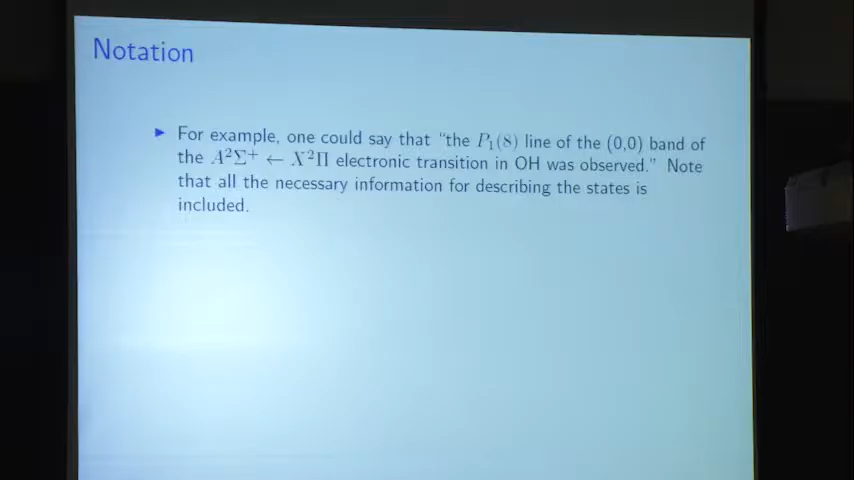 Notation
▶ For example, one could say that “the P₁(8) line of the (0,0) band of
the A²Σ⁺ ← X²Π electronic transition in OH was observed.” Note
that all the necessary information for describing the states is
included.